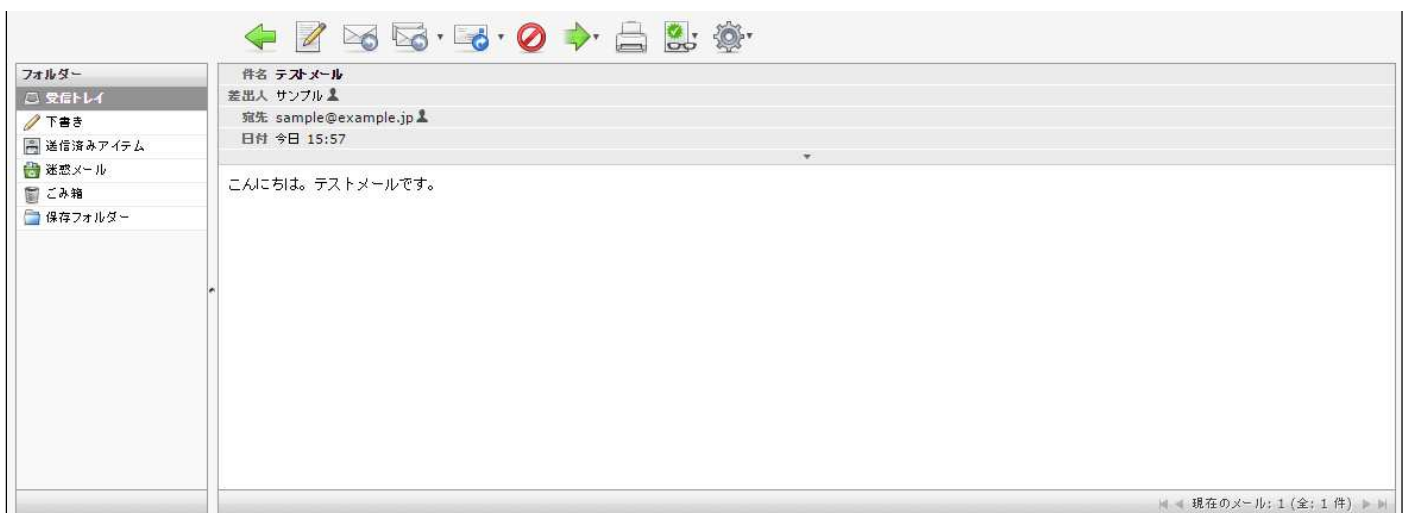 フォルダー
受信トレイ
下書き
送信済みアイテム
迷惑メール
ごみ箱
保存フォルダー
件名 テストメール
差出人 サンプル
宛先 sample@example.jp
日付 今日 15:57
こんにちは。テストメールです。
現在のメール: 1 (全: 1 件)